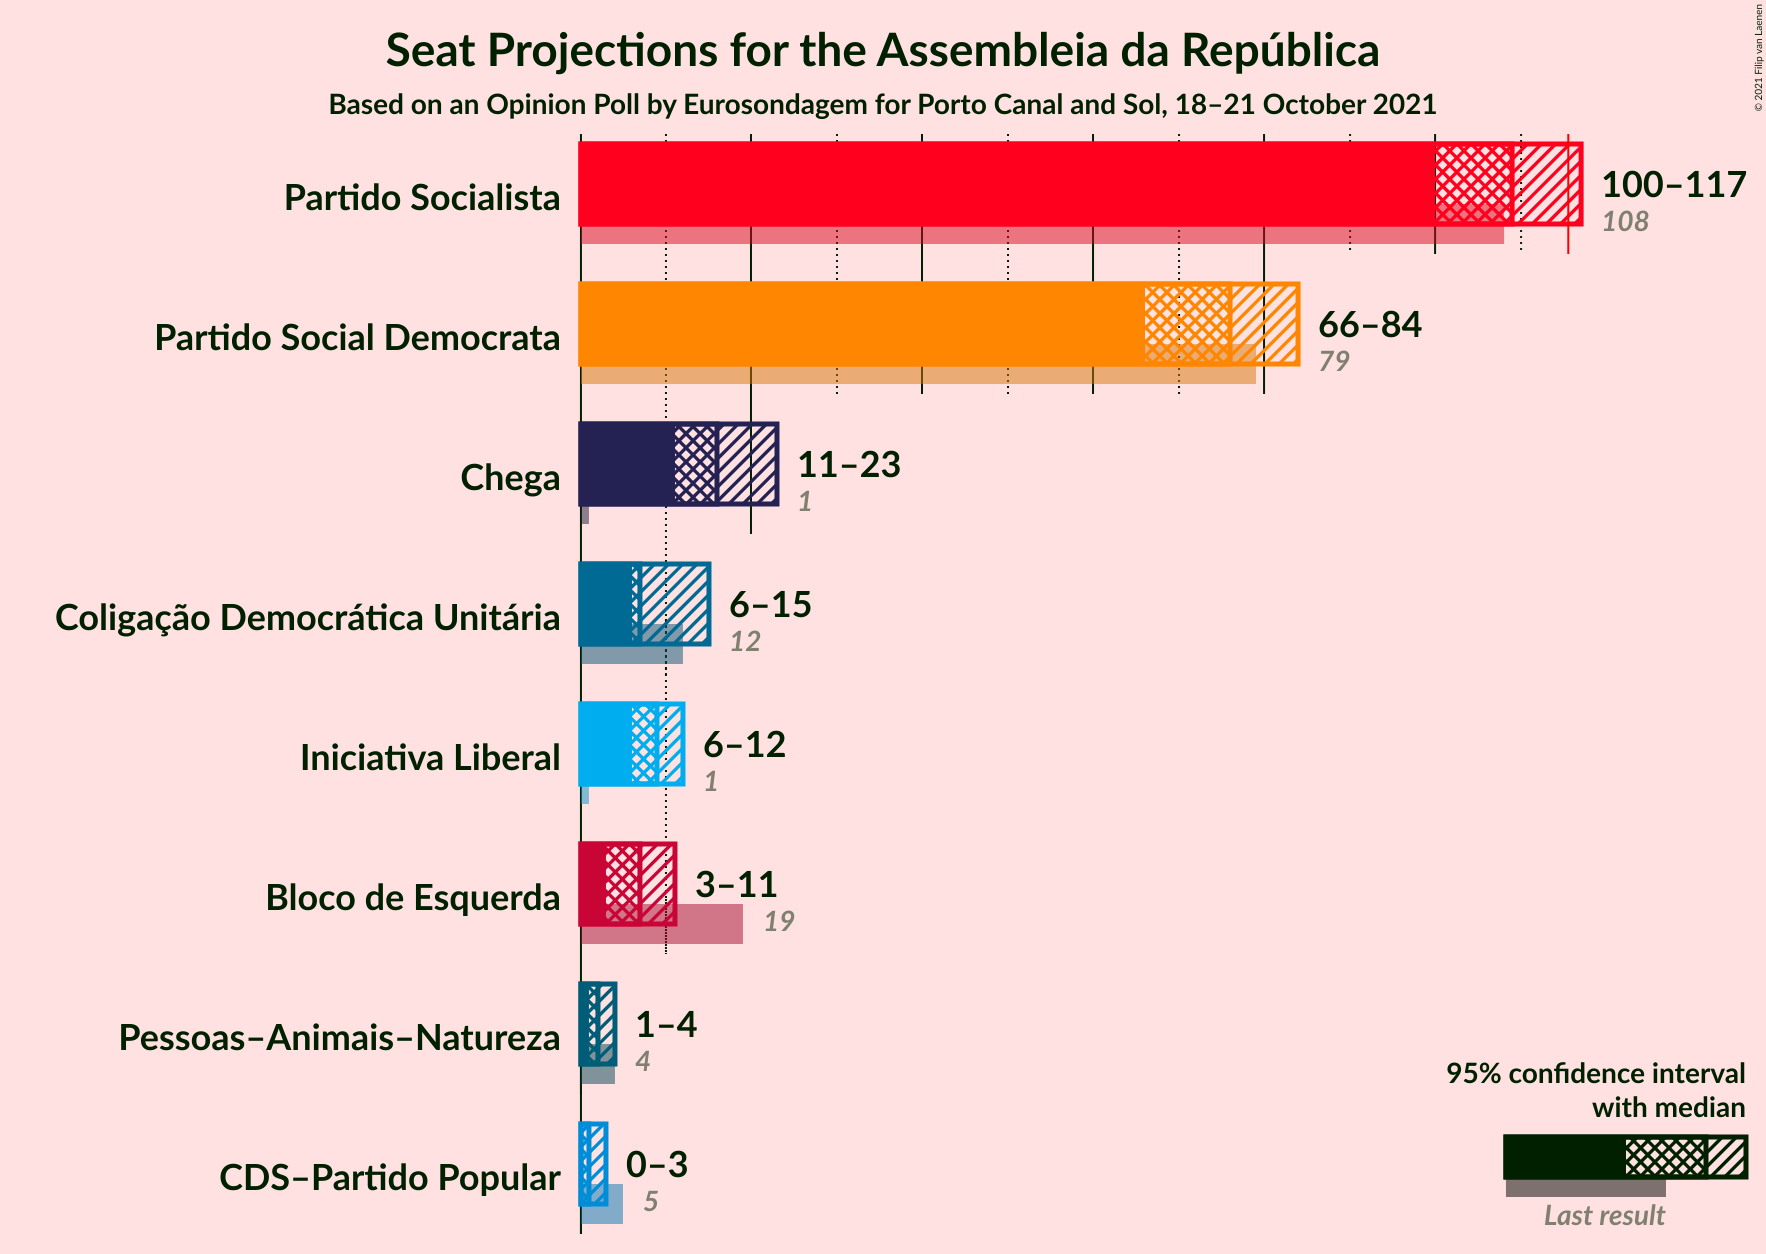 Seat Projections for the Assembleia da República
Based on an Opinion Poll by Eurosondagem for Porto Canal and Sol, 18–21 October 2021
© 2021 Filip van Laenen
Partido Socialista
100–117
108
Partido Social Democrata
66–84
79
Chega
11–23
1
Coligação Democrática Unitária
6–15
12
Iniciativa Liberal
6–12
1
Bloco de Esquerda
3–11
19
Pessoas–Animais–Natureza
1–4
4
CDS–Partido Popular
0–3
5
95% confidence interval
with median
Last result